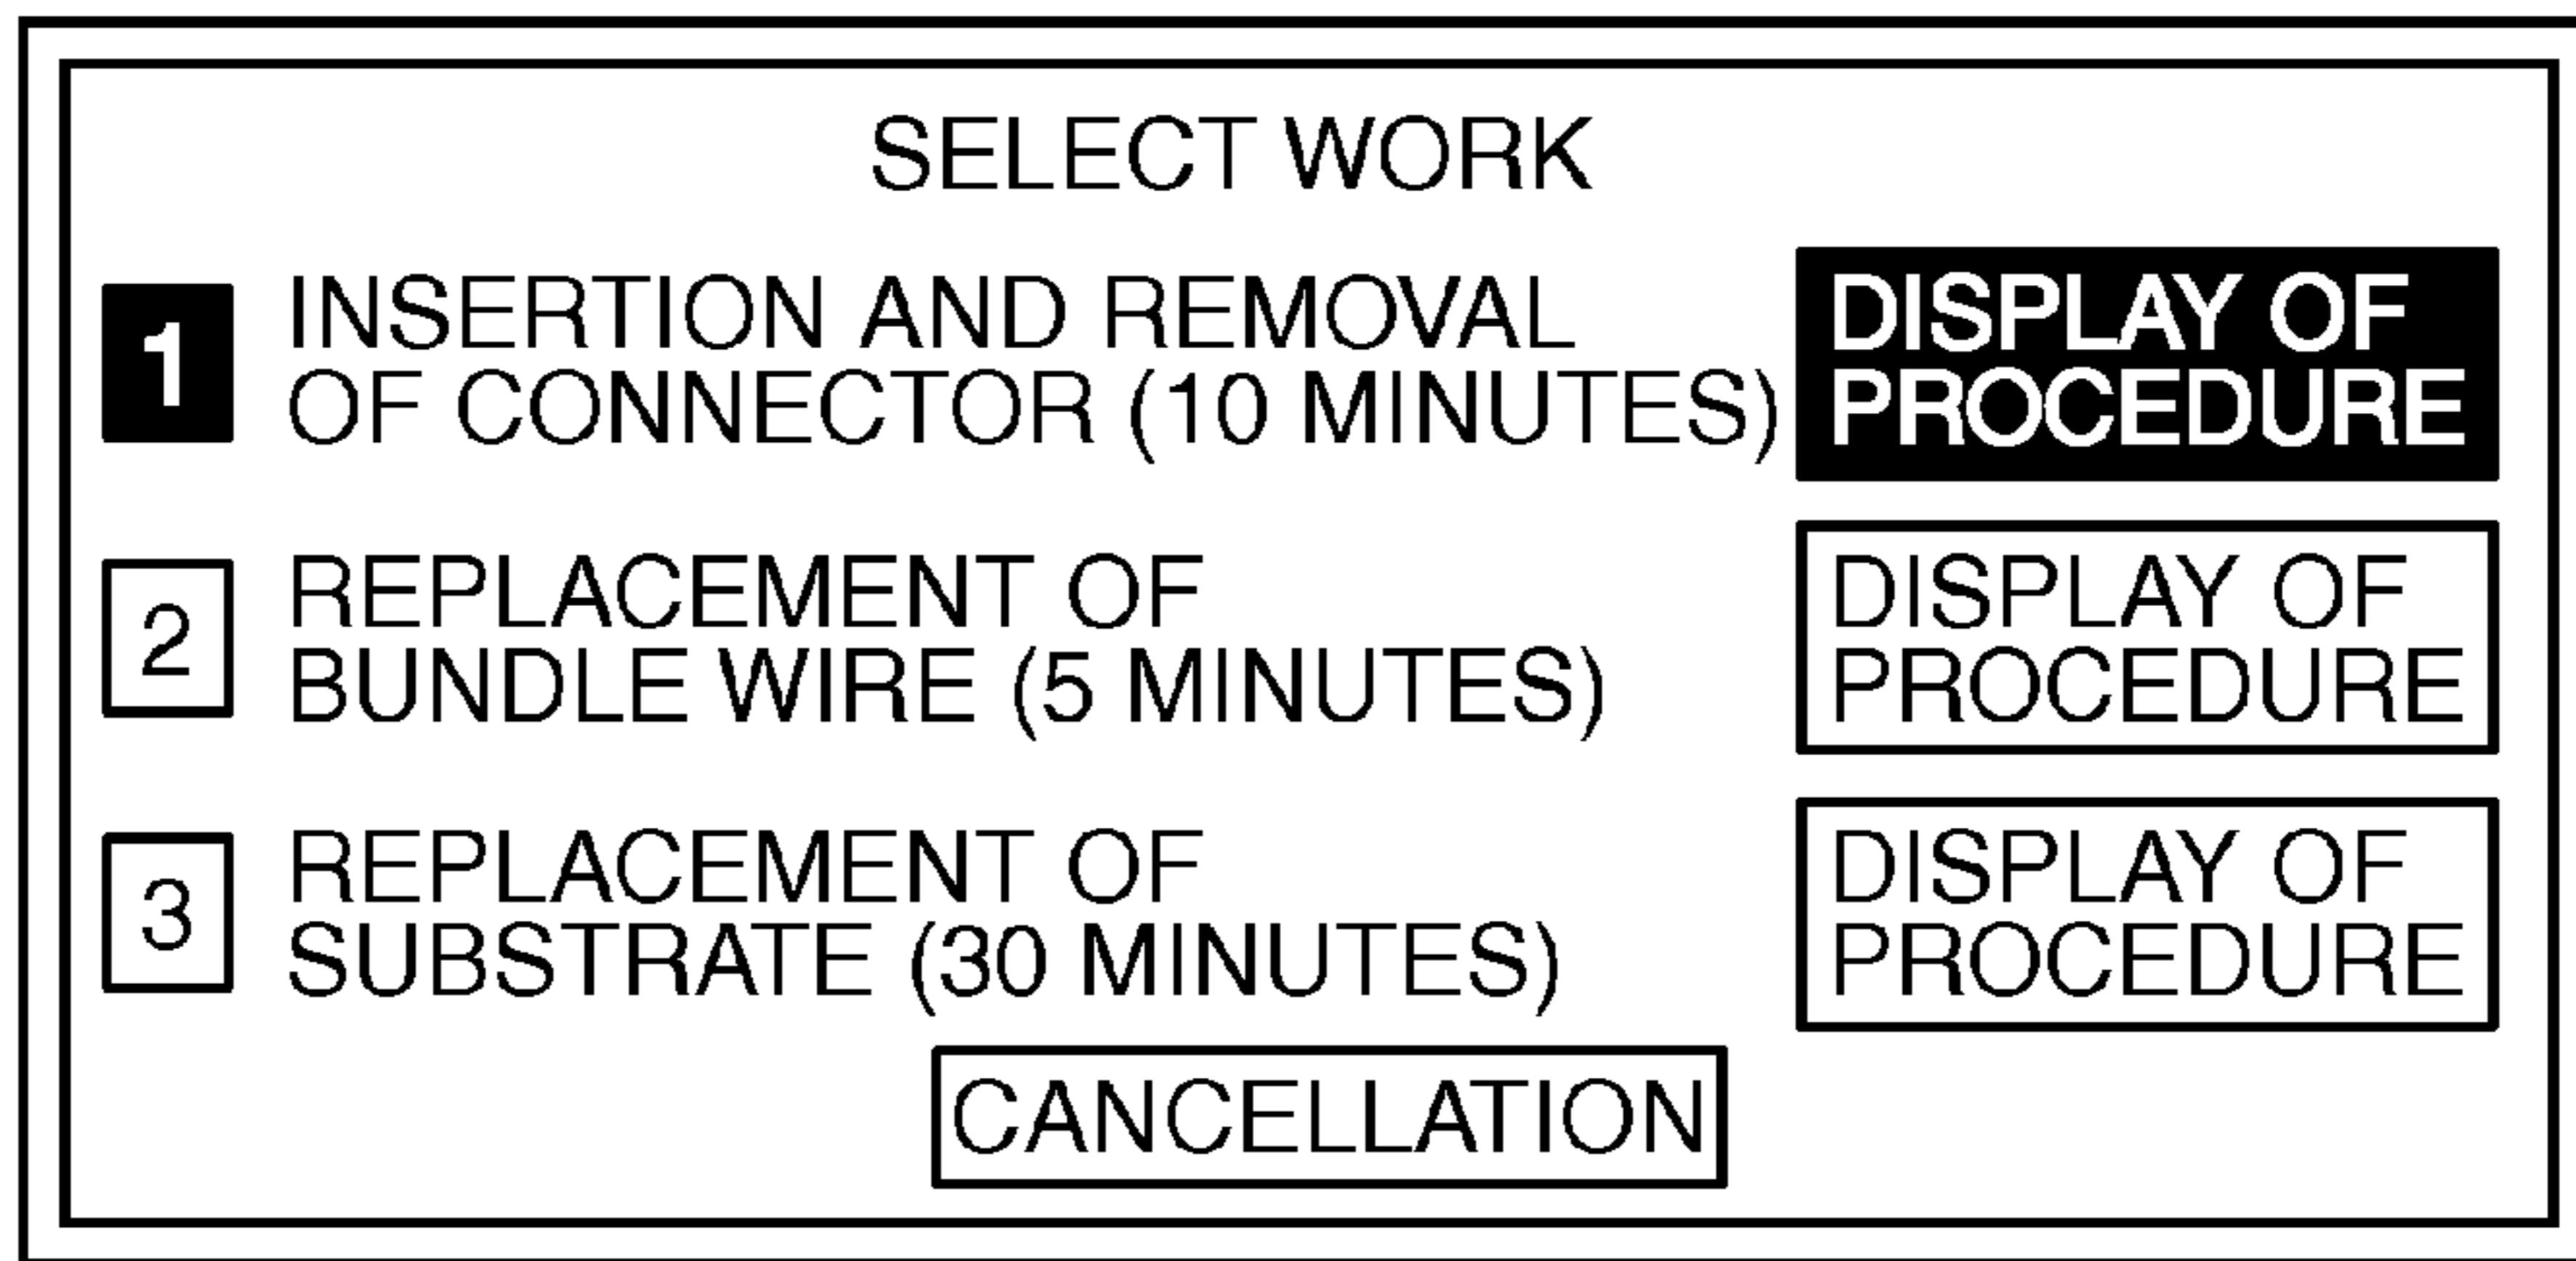 SELECT WORK
1
INSERTION AND REMOVAL
OF CONNECTOR (10 MINUTES)
DISPLAY OF
PROCEDURE
2
REPLACEMENT OF
BUNDLE WIRE (5 MINUTES)
DISPLAY OF
PROCEDURE
3
REPLACEMENT OF
SUBSTRATE (30 MINUTES)
DISPLAY OF
PROCEDURE
CANCELLATION